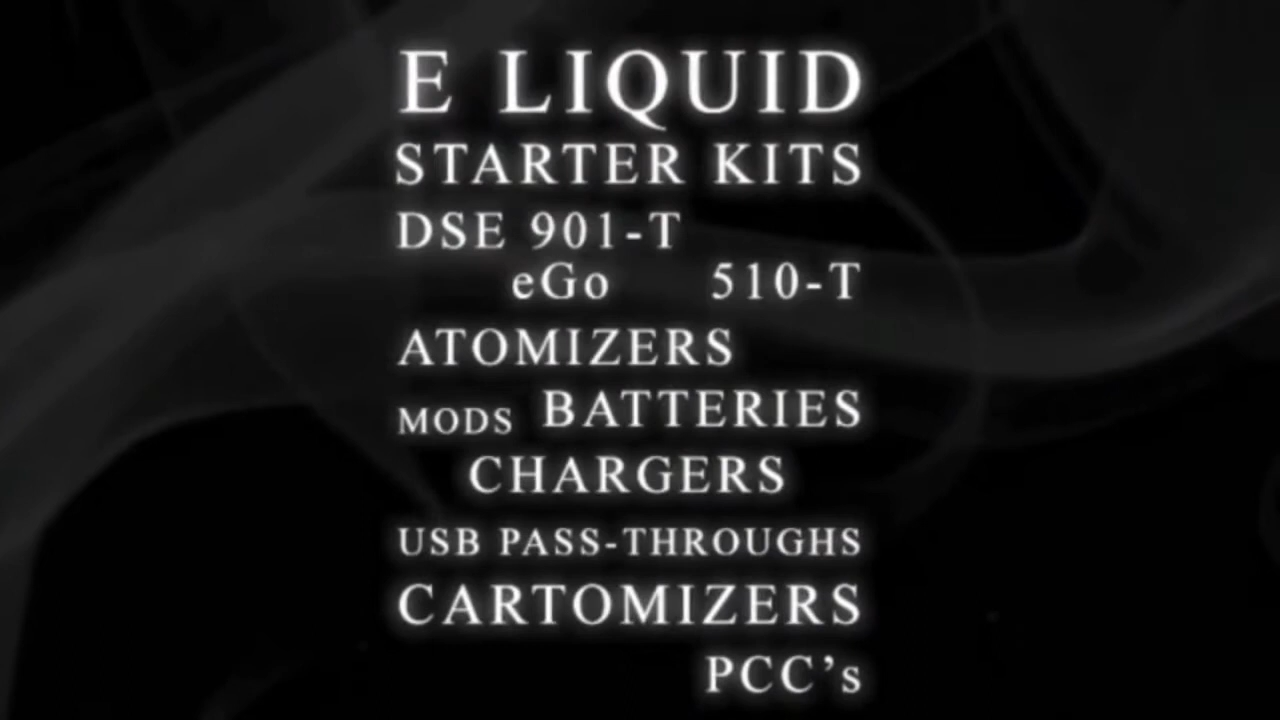 E LIQUID
STARTER KITS
DSE 901-T
eGo 510-T
ATOMIZERS
MODS BATTERIES
CHARGERS
USB PASS-THROUGHS
CARTOMIZERS
PCC’s